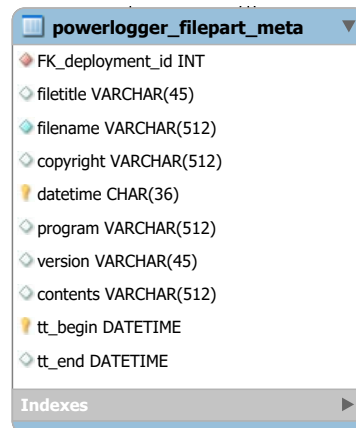 powerlogger_filepart_meta
FK_deployment_id INT
filetitle VARCHAR(45)
filename VARCHAR(512)
copyright VARCHAR(512)
datetime CHAR(36)
program VARCHAR(512)
version VARCHAR(45)
contents VARCHAR(512)
tt_begin DATETIME
tt_end DATETIME
Indexes